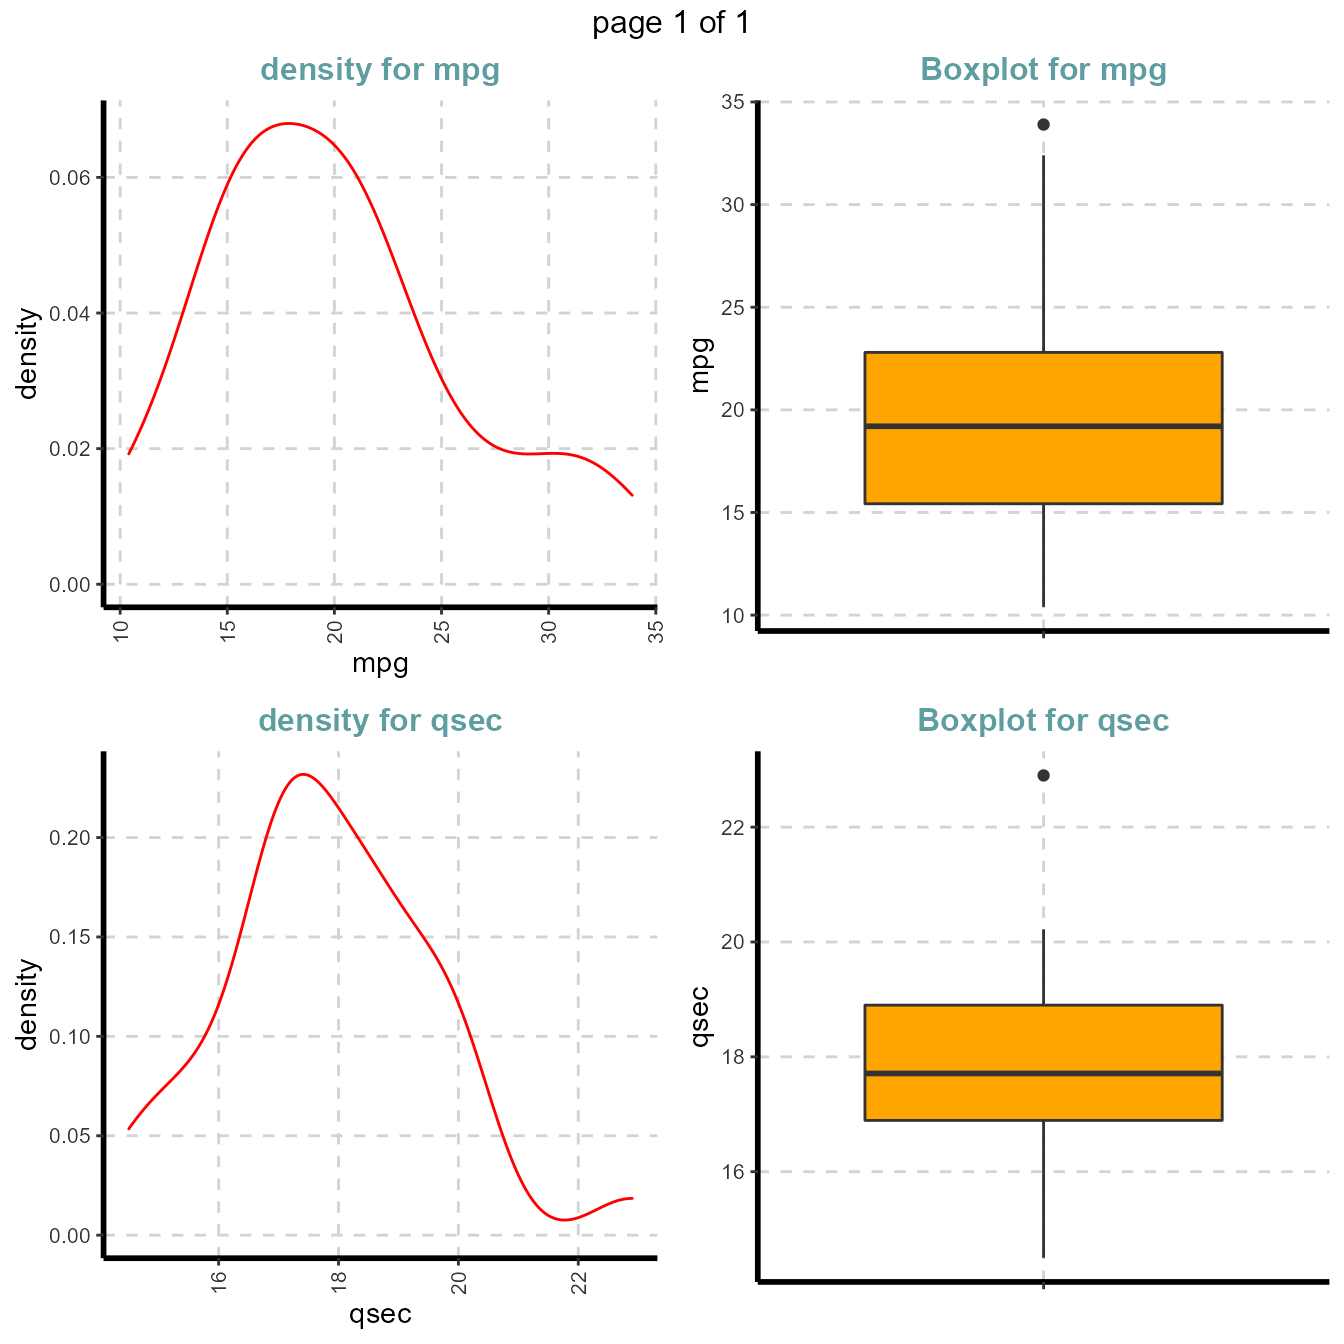 page 1 of 1
density for mpg
0.06
0.04
0.02
0.00
density
10 15 20 25 30 35
mpg
Boxplot for mpg
35
30
25
20
15
10
mpg
density for qsec
0.20
0.15
0.10
0.05
0.00
density
16 18 20 22
qsec
Boxplot for qsec
22
20
18
16
qsec